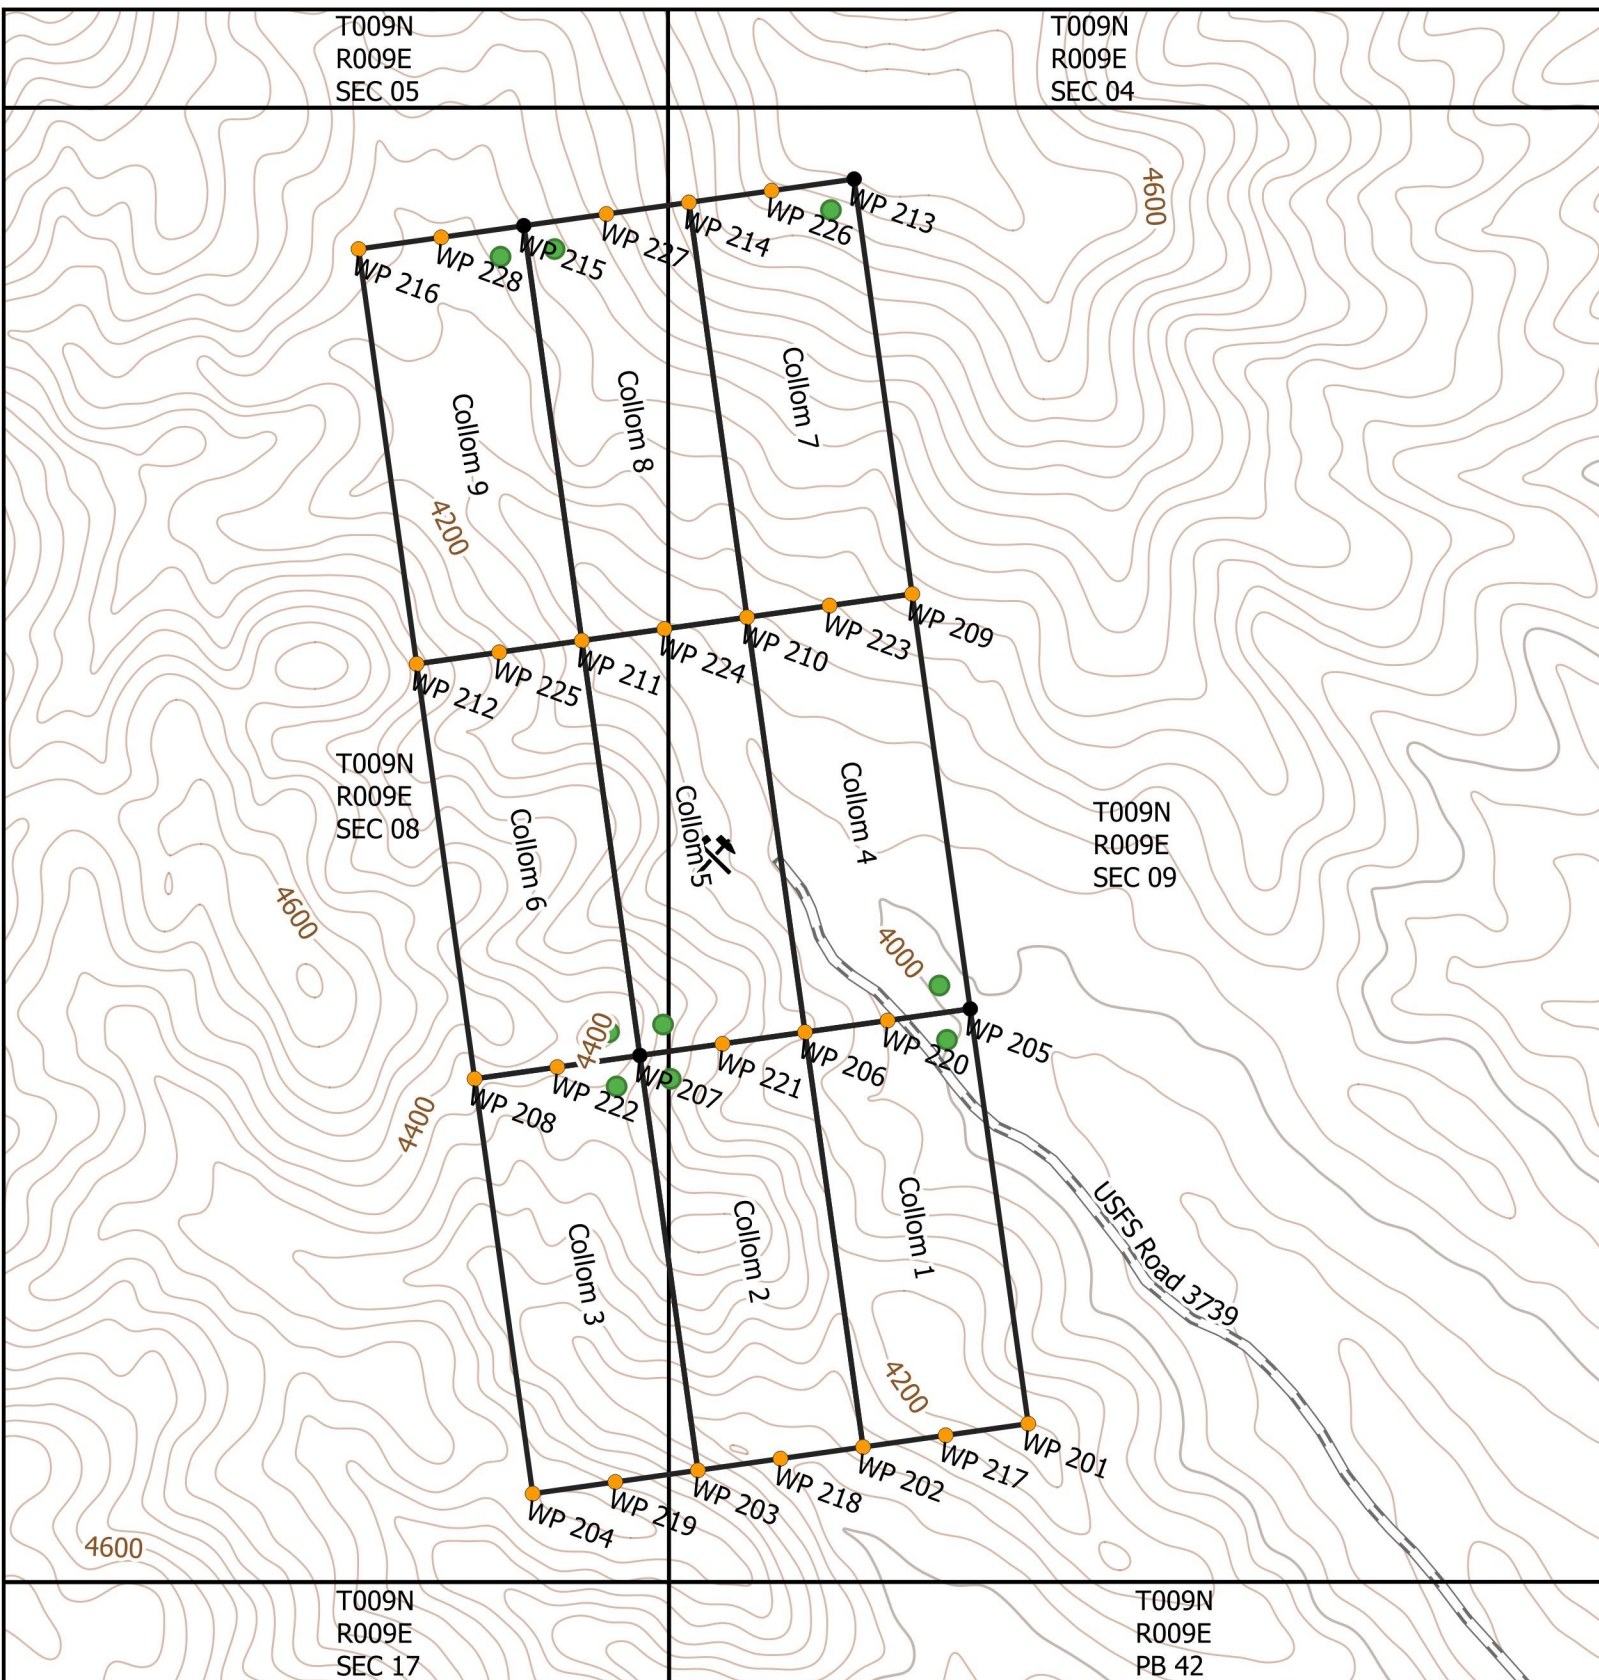 T009N
R009E
SEC 05
T009N
R009E
SEC 04
4600
WP 213
WP 226
WP 214
WP 227
WP 215
WP 228
WP 216
Collom 7
Collom 8
Collom 9
4200
WP 209
WP 223
WP 210
WP 224
WP 211
WP 225
WP 212
T009N
R009E
SEC 08
Collom 4
Collom 5
Collom 6
T009N
R009E
SEC 09
4600
4000
4400
WP 205
WP 220
WP 206
WP 221
WP 207
WP 222
WP 208
4400
Collom 1
Collom 2
Collom 3
USFS Road 3739
4200
WP 201
WP 217
WP 202
WP 218
WP 203
WP 219
WP 204
4600
T009N
R009E
SEC 17
T009N
R009E
PB 42